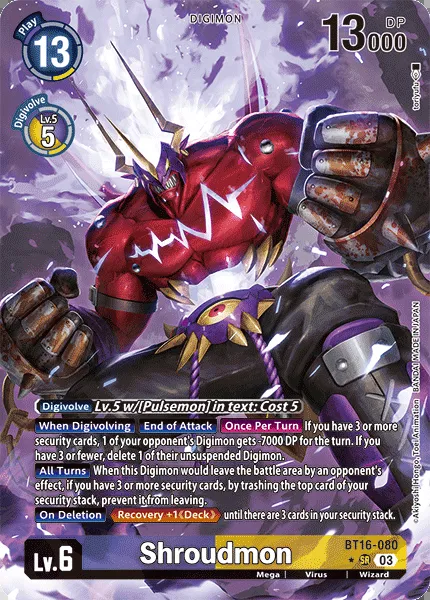 Play
DIGIMON
13
13000
DP
Digivolve
Lv.5
5
toriyufu
Digivolve Lv.5 w/[Pulsemon] in text: Cost 5
When Digivolving End of Attack Once Per Turn If you have 3 or more
security cards, 1 of your opponent's Digimon gets -7000 DP for the turn. If you
have 3 or fewer, delete 1 of their unsuspended Digimon.
All Turns When this Digimon would leave the battle area by an opponent's
effect, if you have 3 or more security cards, by trashing the top card of your
security stack, prevent it from leaving.
On Deletion Recovery +1《Deck》 until there are 3 cards in your security stack.
©Akiyoshi Hongo, Toei Animation BANDAI MADE IN JAPAN
Lv.6
Shroudmon
BT16-080
SR 03
Mega Virus Wizard